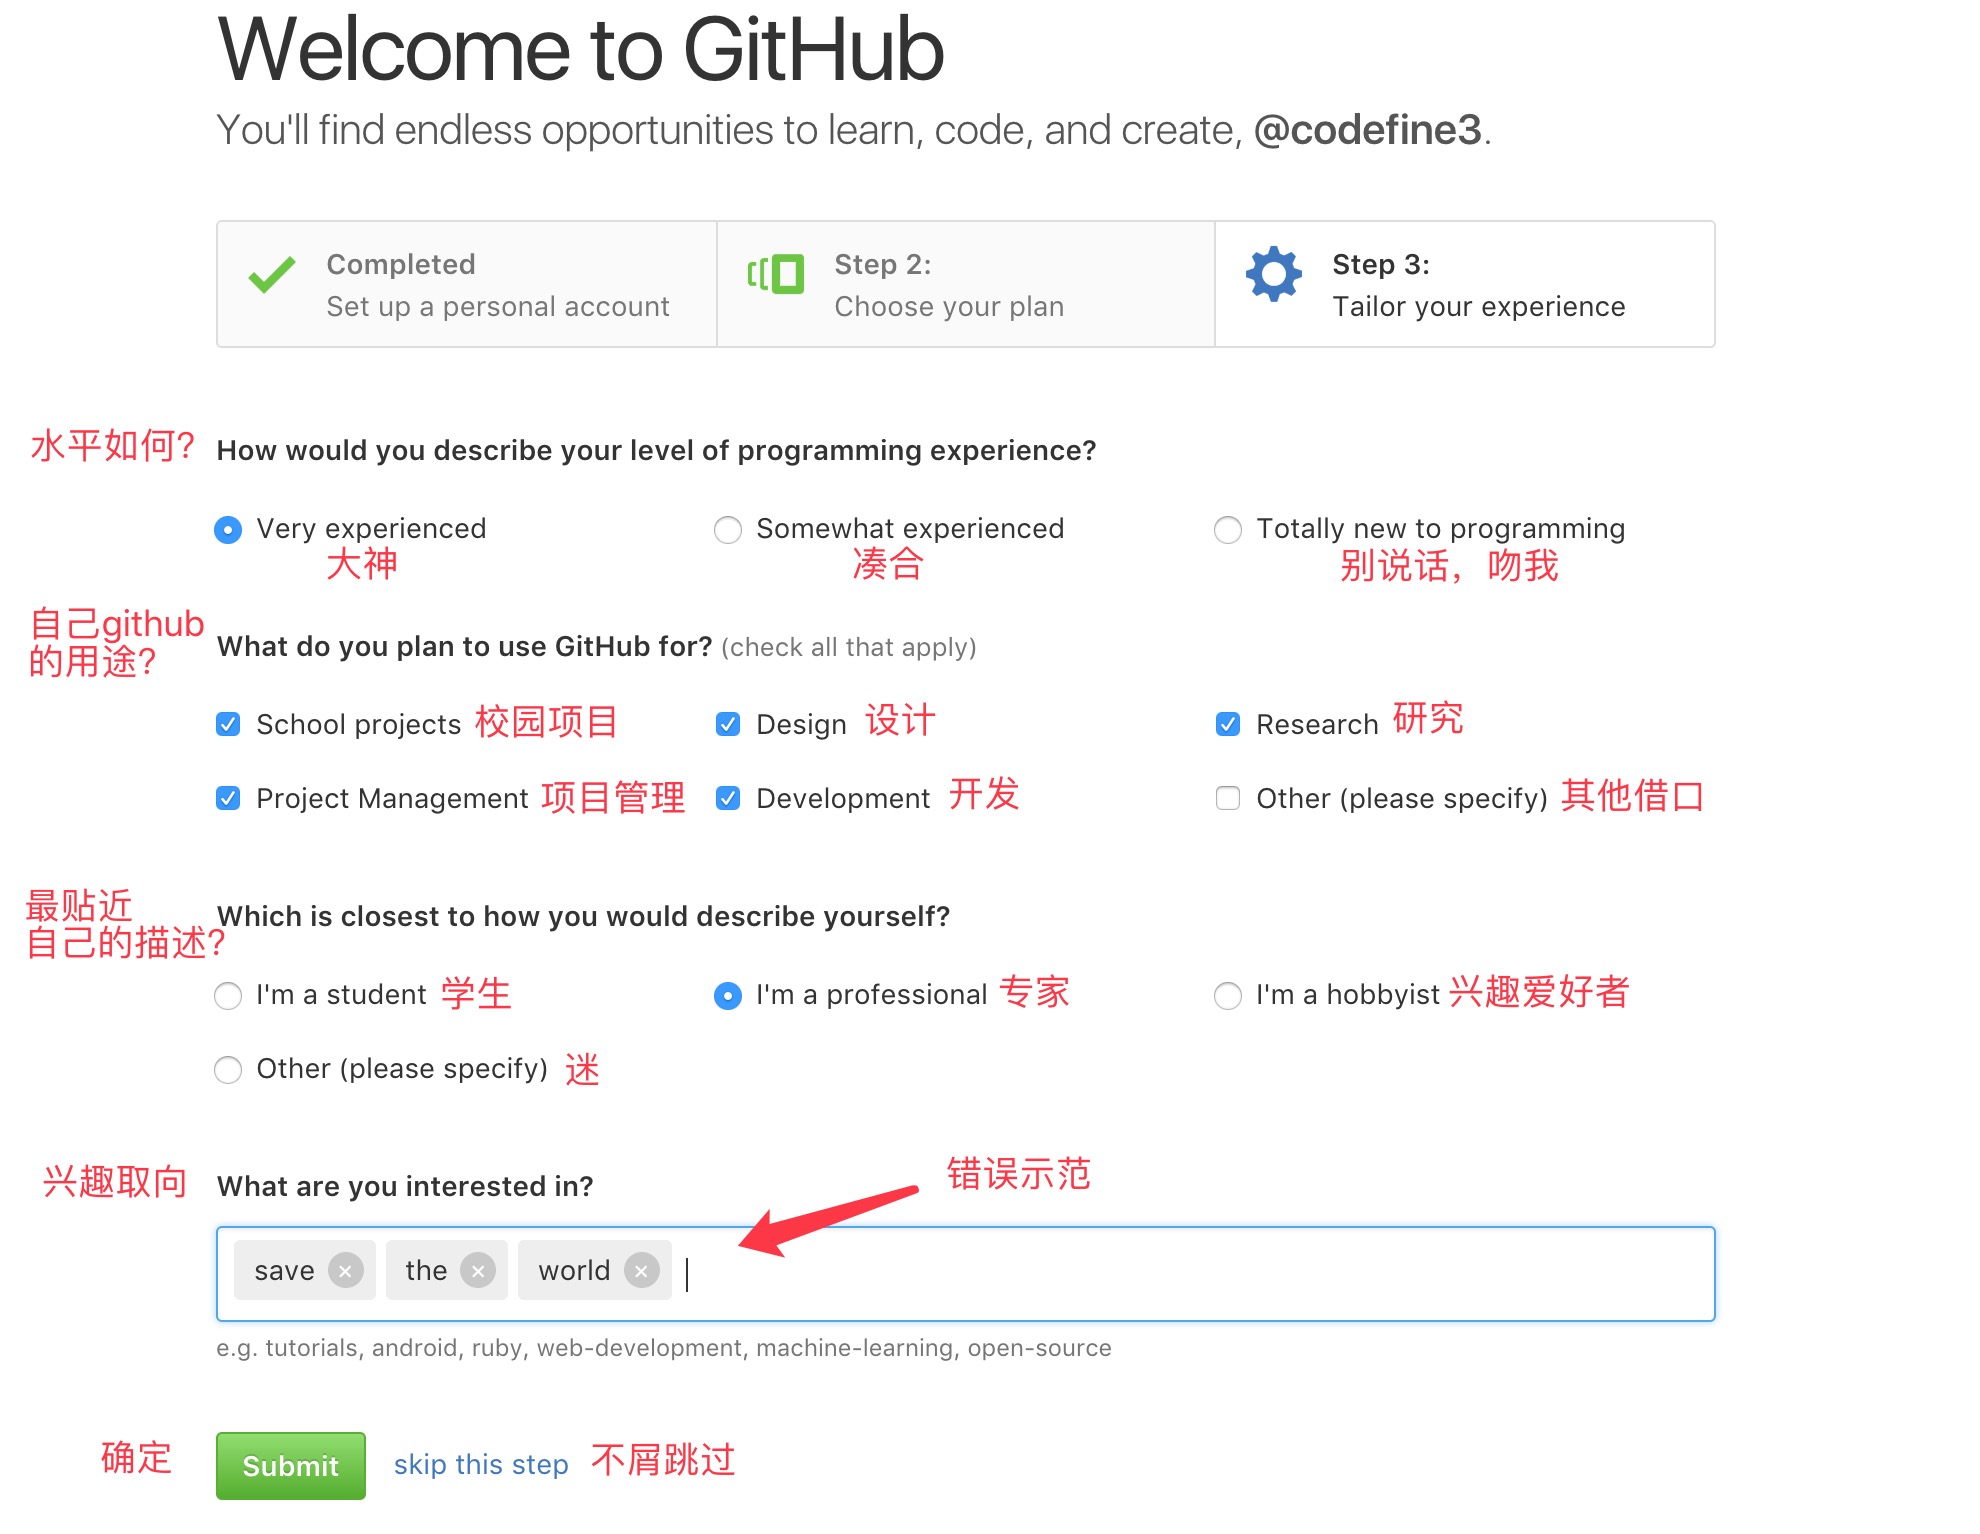 Welcome to GitHub
You'll find endless opportunities to learn, code, and create, @codefine3.
Completed
Set up a personal account
Step 2:
Choose your plan
Step 3:
Tailor your experience
水平如何?
How would you describe your level of programming experience?
Very experienced
大神
Somewhat experienced
凑合
Totally new to programming
别说话，吻我
自己github
的用途?
What do you plan to use GitHub for? (check all that apply)
School projects 校园项目
Design 设计
Research 研究
Project Management 项目管理
Development 开发
Other (please specify) 其他借口
最贴近
自己的描述?
Which is closest to how you would describe yourself?
I'm a student 学生
I'm a professional 专家
I'm a hobbyist 兴趣爱好者
Other (please specify) 迷
兴趣取向
What are you interested in?
错误示范
save the world
e.g. tutorials, android, ruby, web-development, machine-learning, open-source
确定
Submit
skip this step 不屑跳过